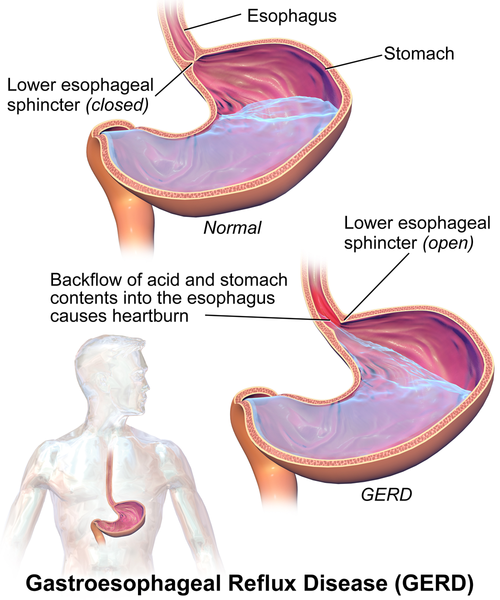 Esophagus
Stomach
Lower esophageal
sphincter (closed)
Normal
Lower esophageal
sphincter (open)
Backflow of acid and stomach
contents into the esophagus
causes heartburn
GERD
Gastroesophageal Reflux Disease (GERD)